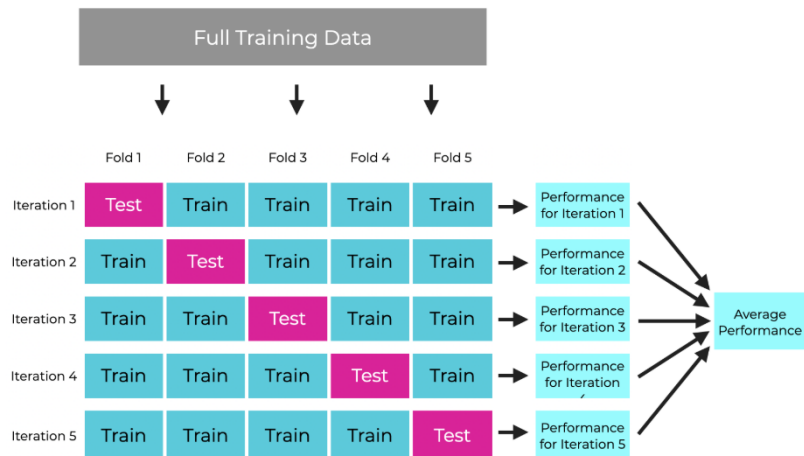 Full Training Data
Fold 1 Fold 2 Fold 3 Fold 4 Fold 5
Iteration 1 Test Train Train Train Train Performance for Iteration 1
Iteration 2 Train Test Train Train Train Performance for Iteration 2
Iteration 3 Train Train Test Train Train Performance for Iteration 3
Average Performance
Iteration 4 Train Train Train Test Train Performance for Iteration
Iteration 5 Train Train Train Train Test Performance for Iteration 5